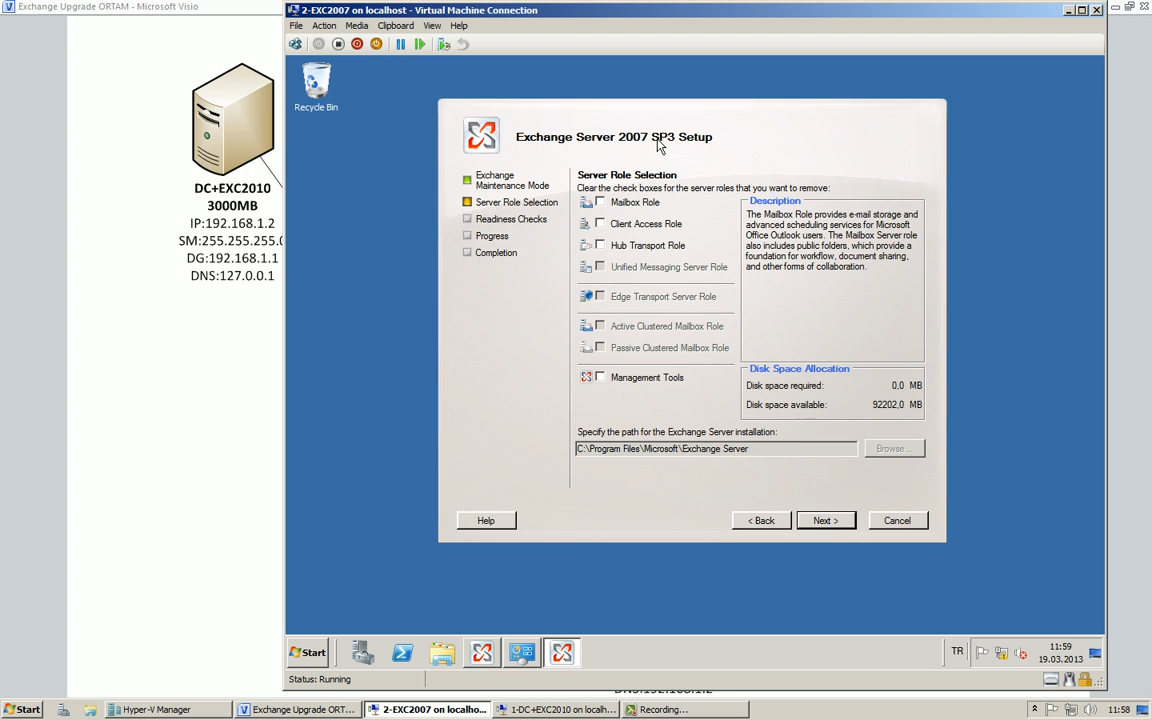 Exchange Upgrade ORTAM - Microsoft Visio
2-EXC2007 on localhost - Virtual Machine Connection
File Action Media Clipboard View Help
Recycle Bin
DC+EXC2010
3000MB
IP:192.168.1.2
SM:255.255.255.0
DG:192.168.1.1
DNS:127.0.0.1
Exchange Server 2007 SP3 Setup
Exchange
Maintenance Mode
Server Role Selection
Readiness Checks
Progress
Completion
Server Role Selection
Clear the check boxes for the server roles that you want to remove:
Mailbox Role
Client Access Role
Hub Transport Role
Unified Messaging Server Role
Edge Transport Server Role
Active Clustered Mailbox Role
Passive Clustered Mailbox Role
Management Tools
Description
The Mailbox Role provides e-mail storage and
advanced scheduling services for Microsoft
Office Outlook users. The Mailbox Server role
also includes public folders, which provide a
foundation for workflow, document sharing,
and other forms of collaboration.
Disk Space Allocation
Disk space required: 0,0 MB
Disk space available: 92202,0 MB
Specify the path for the Exchange Server installation:
C:\Program Files\Microsoft\Exchange Server
Browse...
Help
< Back
Next >
Cancel
Start
TR
11:59
19.03.2013
Status: Running
Start
Hyper-V Manager
Exchange Upgrade ORT...
2-EXC2007 on localho...
1-DC+EXC2010 on localh...
Recording...
11:58